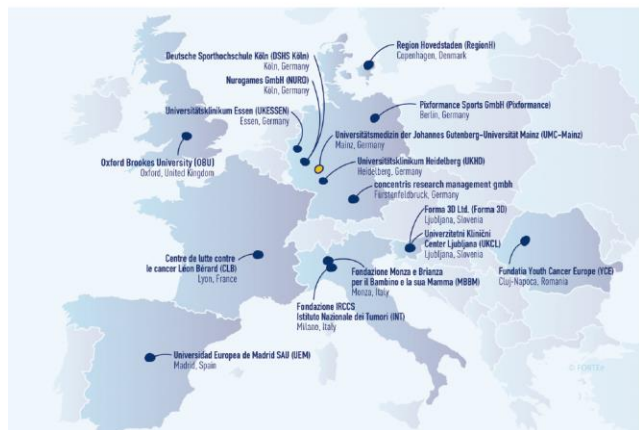 Deutsche Sporthochschule Köln (DSHS Köln)
Köln, Germany
Nurogames GmbH (NURO)
Köln, Germany
Universitätsklinikum Essen (UKESSEN)
Essen, Germany
Oxford Brookes University (OBU)
Oxford, United Kingdom
Region Hovedstaden (RegionH)
Copenhagen, Denmark
Pixformance Sports GmbH (Pixformance)
Berlin, Germany
Universitätsmedizin der Johannes Gutenberg-Universität Mainz (UMC-Mainz)
Mainz, Germany
Universitätsklinikum Heidelberg (UKHD)
Heidelberg, Germany
concentris research management gmbh
Fürstenfeldbruck, Germany
Forma 3D Ltd. (Forma 3D)
Ljubljana, Slovenia
Univerzitetni Klinični
Center Ljubljana (UKCL)
Ljubljana, Slovenia
Fundatia Youth Cancer Europe (YCE)
Cluj-Napoca, Romania
Centre de lutte contre
le cancer Léon Bérard (CLB)
Lyon, France
Fondazione Monza e Brianza
per il Bambino e la sua Mamma (MBBM)
Monza, Italy
Fondazione IRCCS
Istituto Nazionale dei Tumori (INT)
Milano, Italy
Universidad Europea de Madrid SAU (UEM)
Madrid, Spain